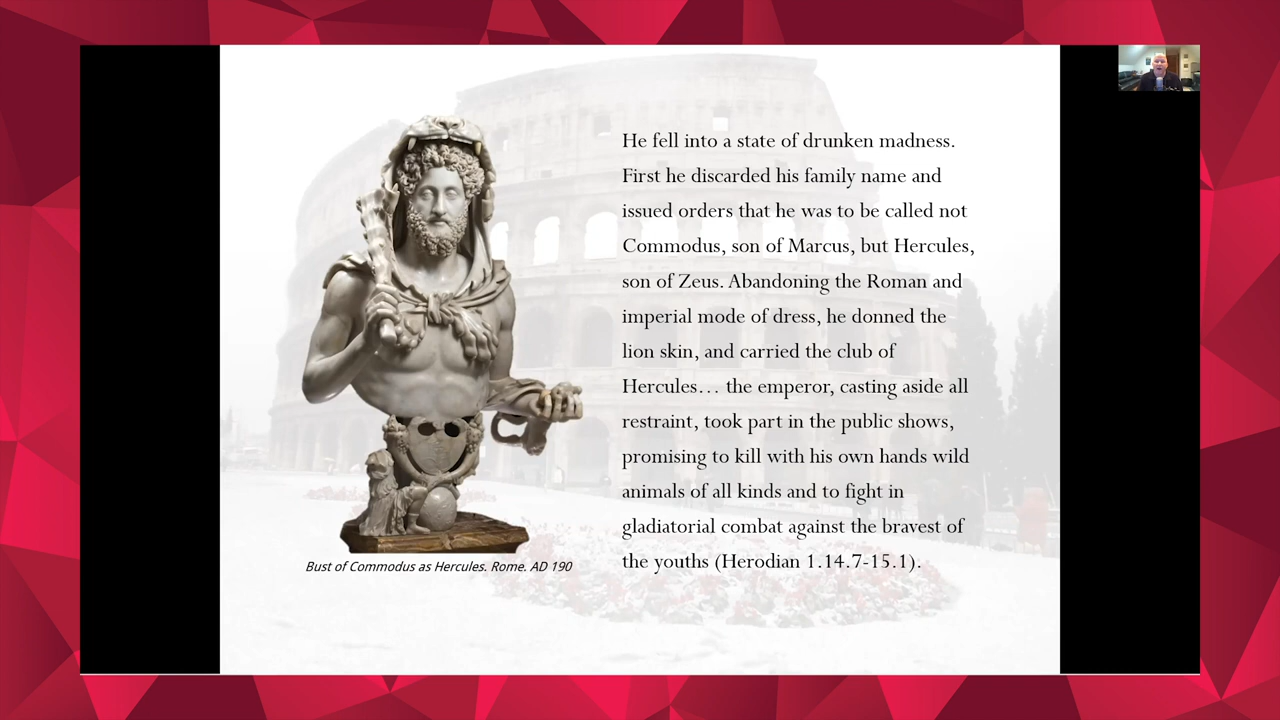 He fell into a state of drunken madness.
First he discarded his family name and
issued orders that he was to be called not
Commodus, son of Marcus, but Hercules,
son of Zeus. Abandoning the Roman and
imperial mode of dress, he donned the
lion skin, and carried the club of
Hercules… the emperor, casting aside all
restraint, took part in the public shows,
promising to kill with his own hands wild
animals of all kinds and to fight in
gladiatorial combat against the bravest of
the youths (Herodian 1.14.7-15.1).
Bust of Commodus as Hercules. Rome. AD 190